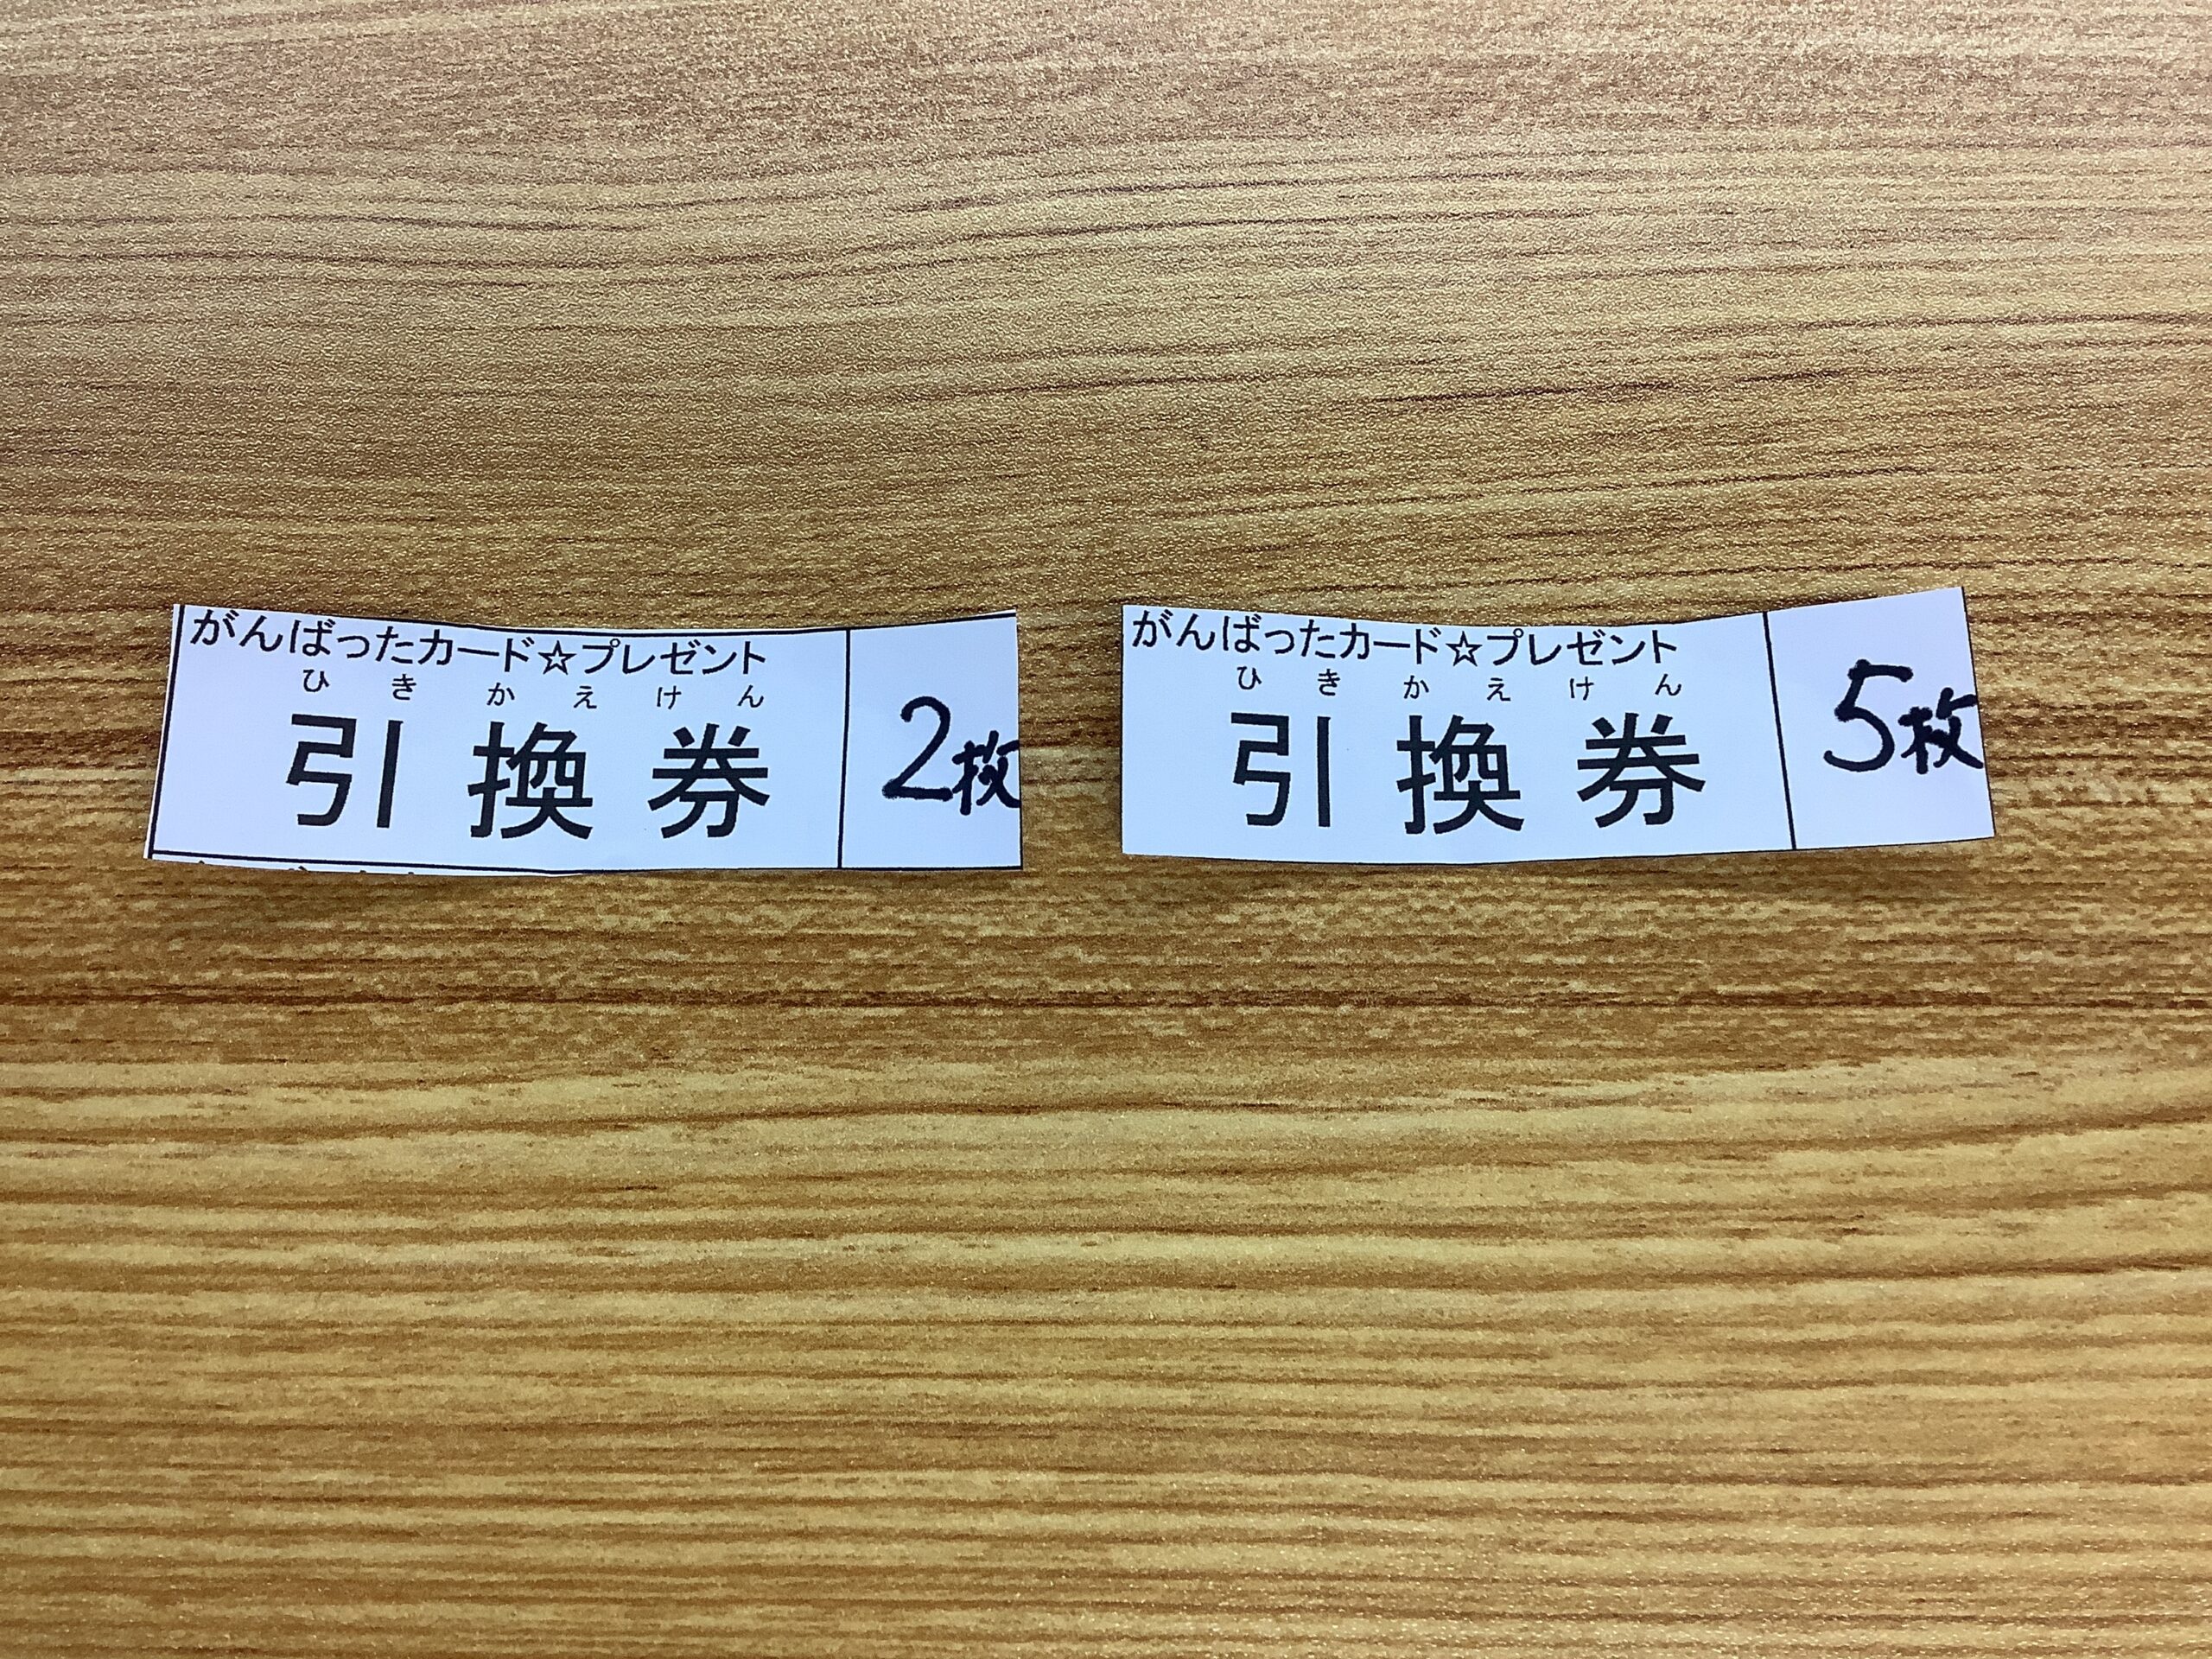 がんばったカード☆プレゼント
ひきかえけん
引換券
2枚
がんばったカード☆プレゼント
ひきかえけん
引換券
5枚